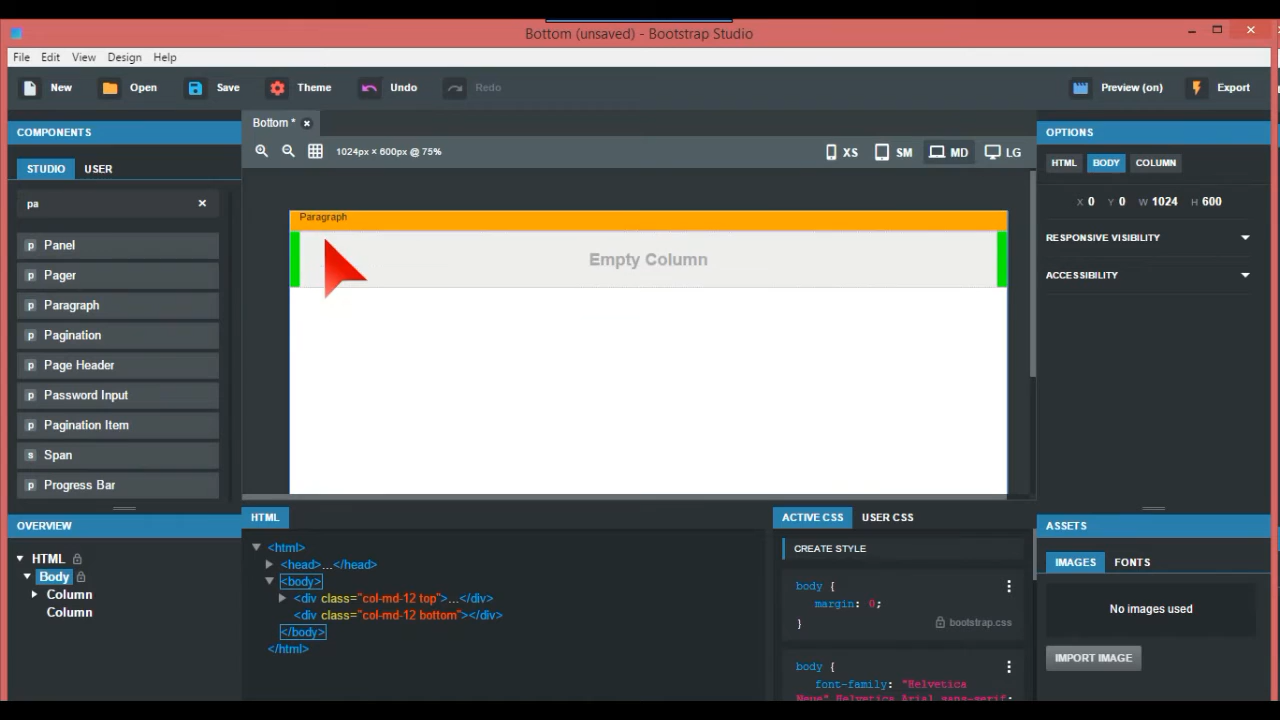 Bottom (unsaved) - Bootstrap Studio
File Edit View Design Help
New Open Save Theme Undo Redo Preview (on) Export
COMPONENTS
STUDIO USER
pa
p Panel
p Pager
p Paragraph
p Pagination
p Page Header
p Password Input
p Pagination Item
s Span
p Progress Bar
Bottom *
1024px × 600px @ 75%
XS SM MD LG
Paragraph
Empty Column
OPTIONS
HTML BODY COLUMN
X 0 Y 0 W 1024 H 600
RESPONSIVE VISIBILITY
ACCESSIBILITY
OVERVIEW
HTML
Body
Column
Column
HTML
<html>
<head>...</head>
<body>
<div class="col-md-12 top">...</div>
<div class="col-md-12 bottom"></div>
</body>
</html>
ACTIVE CSS USER CSS
CREATE STYLE
body {
margin: 0;
} bootstrap.css
body {
font-family: "Helvetica
Neue",Helvetica,Arial,sans-serif;
ASSETS
IMAGES FONTS
No images used
IMPORT IMAGE